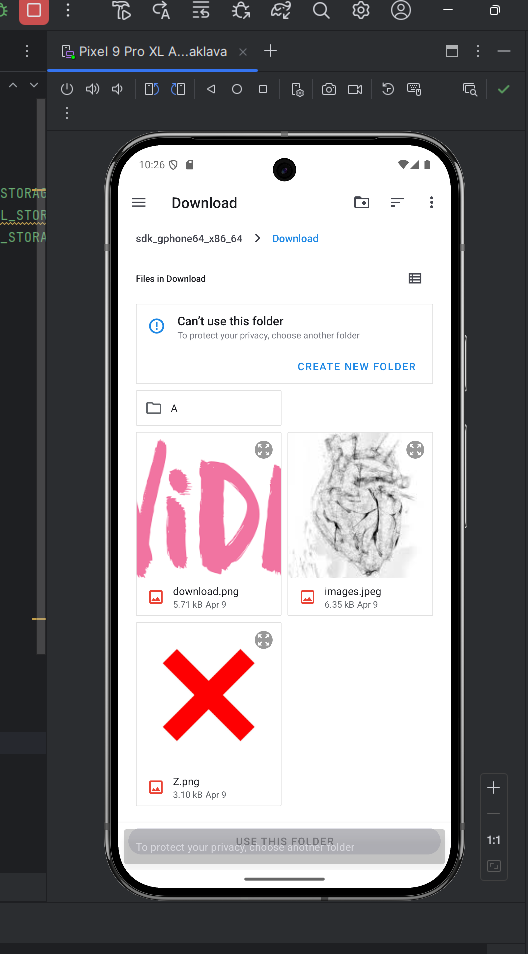 Pixel 9 Pro XL A...aklava
STORAG
L_STOR
_STORA
10:26
Download
sdk_gphone64_x86_64 > Download
Files in Download
Can't use this folder
To protect your privacy, choose another folder
CREATE NEW FOLDER
A
download.png
5.71 kB Apr 9
images.jpeg
6.35 kB Apr 9
Z.png
3.10 kB Apr 9
USE THIS FOLDER
To protect your privacy, choose another folder
1:1